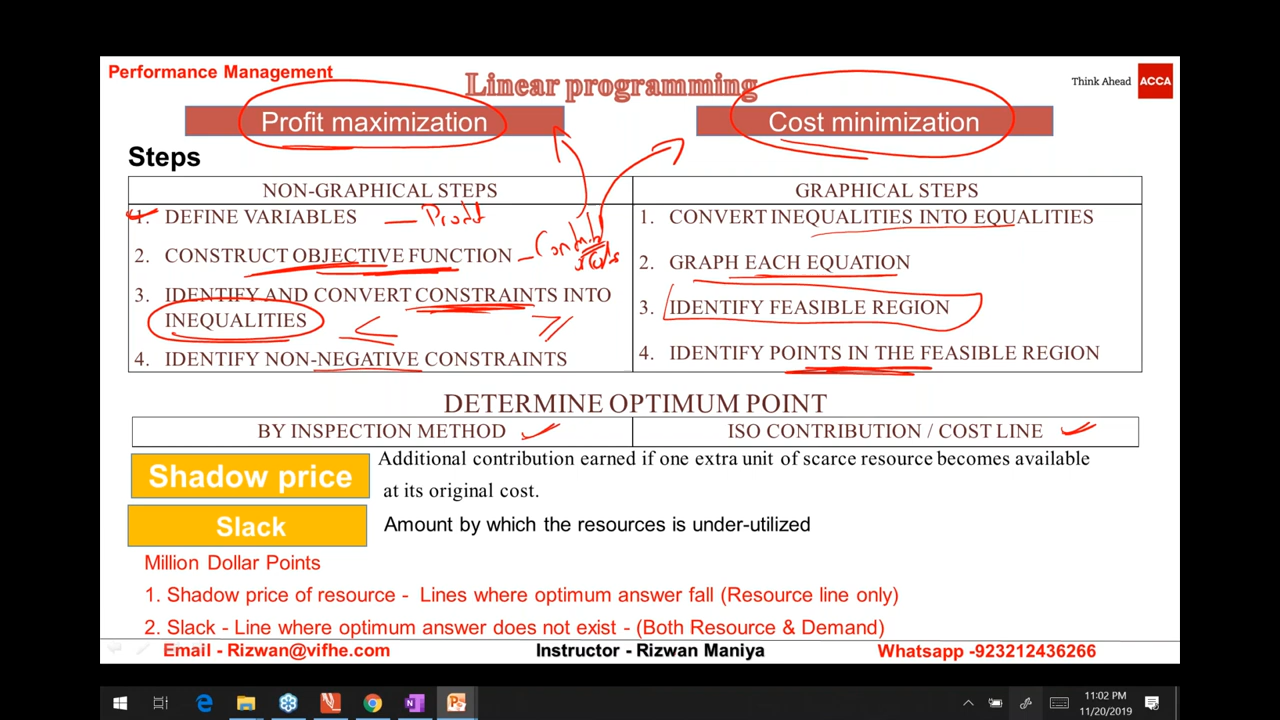 Performance Management
Linear programming
Think Ahead ACCA
Profit maximization
Cost minimization
Steps
NON-GRAPHICAL STEPS
1. DEFINE VARIABLES — Profit
2. CONSTRUCT OBJECTIVE FUNCTION
3. IDENTIFY AND CONVERT CONSTRAINTS INTO
INEQUALITIES ≤ ≥
4. IDENTIFY NON-NEGATIVE CONSTRAINTS
GRAPHICAL STEPS
1. CONVERT INEQUALITIES INTO EQUALITIES
2. GRAPH EACH EQUATION
3. IDENTIFY FEASIBLE REGION
4. IDENTIFY POINTS IN THE FEASIBLE REGION
DETERMINE OPTIMUM POINT
BY INSPECTION METHOD
ISO CONTRIBUTION / COST LINE
Shadow price
Additional contribution earned if one extra unit of scarce resource becomes available
at its original cost.
Slack
Amount by which the resources is under-utilized
Million Dollar Points
1. Shadow price of resource - Lines where optimum answer fall (Resource line only)
2. Slack - Line where optimum answer does not exist - (Both Resource & Demand)
Email - Rizwan@vifhe.com
Instructor - Rizwan Maniya
Whatsapp -923212436266
11:02 PM
11/20/2019